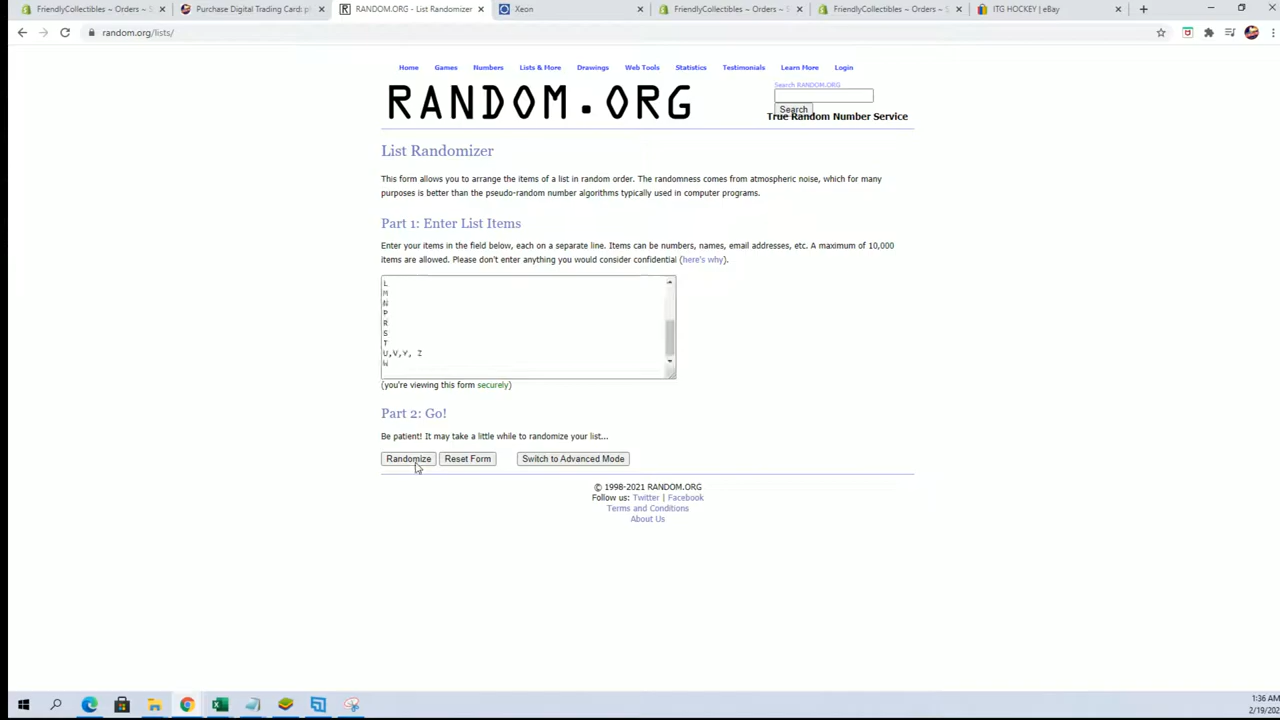 FriendlyCollectibles ~ Orders ~ S
Purchase Digital Trading Card: pl
RANDOM.ORG - List Randomizer
Xeon
FriendlyCollectibles ~ Orders ~ S
FriendlyCollectibles ~ Orders ~ S
ITG HOCKEY | eBay
random.org/lists/
Home Games Numbers Lists & More Drawings Web Tools Statistics Testimonials Learn More Login
Search RANDOM.ORG
RANDOM.ORG
Search
True Random Number Service
List Randomizer
This form allows you to arrange the items of a list in random order. The randomness comes from atmospheric noise, which for many
purposes is better than the pseudo-random number algorithms typically used in computer programs.
Part 1: Enter List Items
Enter your items in the field below, each on a separate line. Items can be numbers, names, email addresses, etc. A maximum of 10,000
items are allowed. Please don't enter anything you would consider confidential (here's why).
L
M
N
P
R
S
T
U,V,Y, Z
W
(you're viewing this form securely)
Part 2: Go!
Be patient! It may take a little while to randomize your list...
Randomize Reset Form Switch to Advanced Mode
© 1998-2021 RANDOM.ORG
Follow us: Twitter | Facebook
Terms and Conditions
About Us
1:36 AM
2/19/202